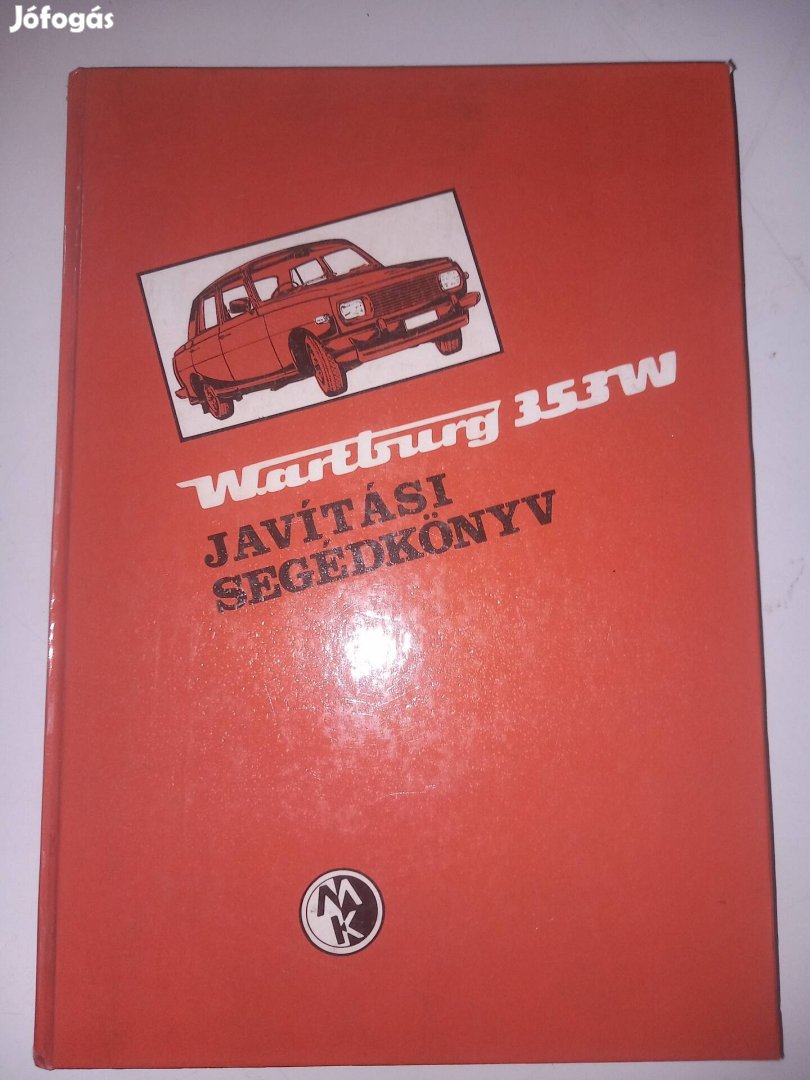 Jófogás
Wartburg 353W
JAVÍTÁSI
SEGÉDKÖNYV
MK